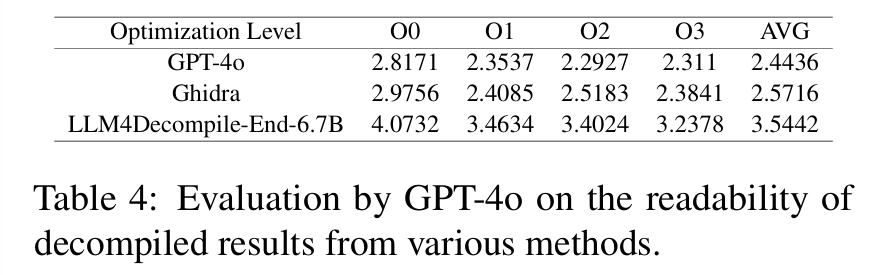 Optimization Level O0 O1 O2 O3 AVG
GPT-4o 2.8171 2.3537 2.2927 2.311 2.4436
Ghidra 2.9756 2.4085 2.5183 2.3841 2.5716
LLM4Decompile-End-6.7B 4.0732 3.4634 3.4024 3.2378 3.5442
Table 4: Evaluation by GPT-4o on the readability of
decompiled results from various methods.